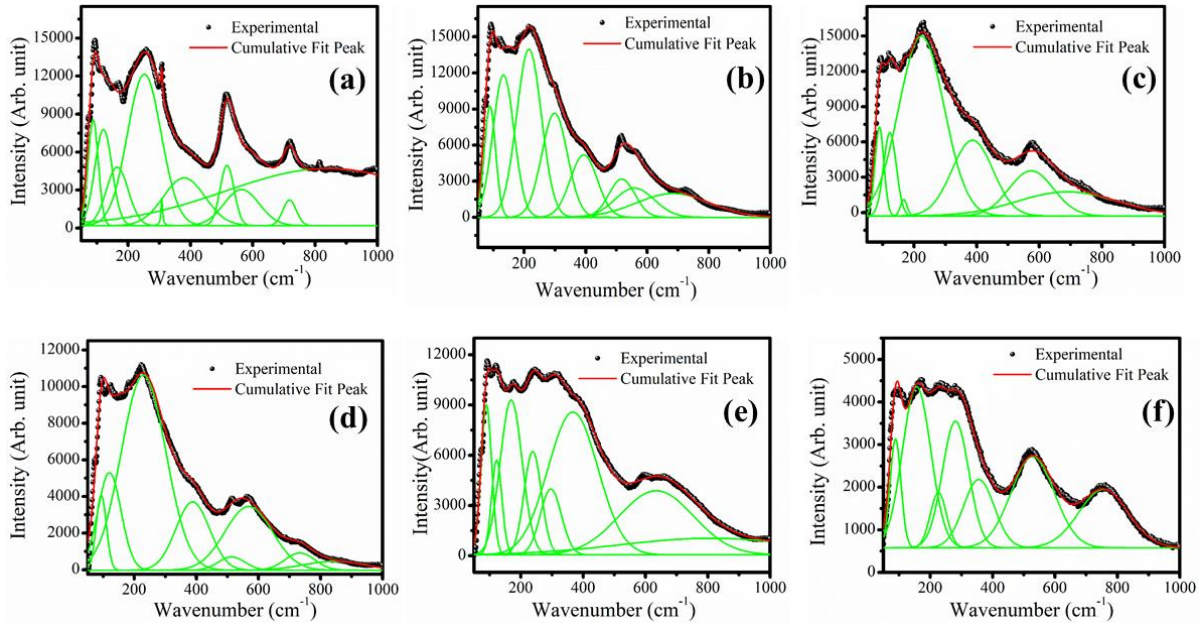 Experimental
Cumulative Fit Peak
(a)
Intensity (Arb. unit)
15000
12000
9000
6000
3000
0
200 400 600 800 1000
Wavenumber (cm-1)
Experimental
Cumulative Fit Peak
(b)
Intensity (Arb. unit)
16000
12000
8000
4000
0
200 400 600 800 1000
Wavenumber (cm-1)
Experimental
Cumulative Fit Peak
(c)
Intensity (Arb. unit)
15000
12000
9000
6000
3000
0
200 400 600 800 1000
Wavenumber (cm-1)
Experimental
Cumulative Fit Peak
(d)
Intensity (Arb. unit)
12000
10000
8000
6000
4000
2000
0
200 400 600 800 1000
Wavenumber (cm-1)
Experimental
Cumulative Fit Peak
(e)
Intensity(Arb. unit)
12000
9000
6000
3000
0
200 400 600 800 1000
Wavenumber (cm-1)
Experimental
Cumulative Fit Peak
(f)
Intensity (Arb. unit)
5000
4000
3000
2000
1000
0
200 400 600 800 1000
Wavenumber (cm-1)